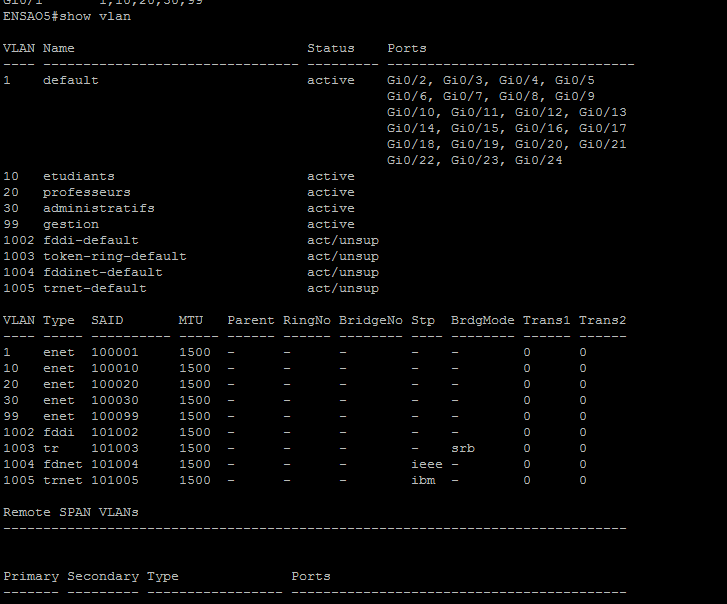 Gi0/1       1,10,20,30,99
ENSAO5#show vlan
VLAN Name                             Status    Ports
---- -------------------------------- --------- -------------------------------
1    default                          active    Gi0/2, Gi0/3, Gi0/4, Gi0/5
                                                Gi0/6, Gi0/7, Gi0/8, Gi0/9
                                                Gi0/10, Gi0/11, Gi0/12, Gi0/13
                                                Gi0/14, Gi0/15, Gi0/16, Gi0/17
                                                Gi0/18, Gi0/19, Gi0/20, Gi0/21
                                                Gi0/22, Gi0/23, Gi0/24
10   etudiants                        active
20   professeurs                      active
30   administratifs                   active
99   gestion                          active
1002 fddi-default                     act/unsup
1003 token-ring-default               act/unsup
1004 fddinet-default                  act/unsup
1005 trnet-default                    act/unsup
VLAN Type  SAID       MTU   Parent RingNo BridgeNo Stp  BrdgMode Trans1 Trans2
---- ----- ---------- ----- ------ ------ -------- ---- -------- ------ ------
1    enet  100001     1500  -      -      -        -    -        0      0
10   enet  100010     1500  -      -      -        -    -        0      0
20   enet  100020     1500  -      -      -        -    -        0      0
30   enet  100030     1500  -      -      -        -    -        0      0
99   enet  100099     1500  -      -      -        -    -        0      0
1002 fddi  101002     1500  -      -      -        -    -        0      0
1003 tr    101003     1500  -      -      -        -    srb      0      0
1004 fdnet 101004     1500  -      -      -        ieee -        0      0
1005 trnet 101005     1500  -      -      -        ibm  -        0      0
Remote SPAN VLANs
------------------------------------------------------------------------------
Primary Secondary Type              Ports
------- --------- ----------------- ------------------------------------------